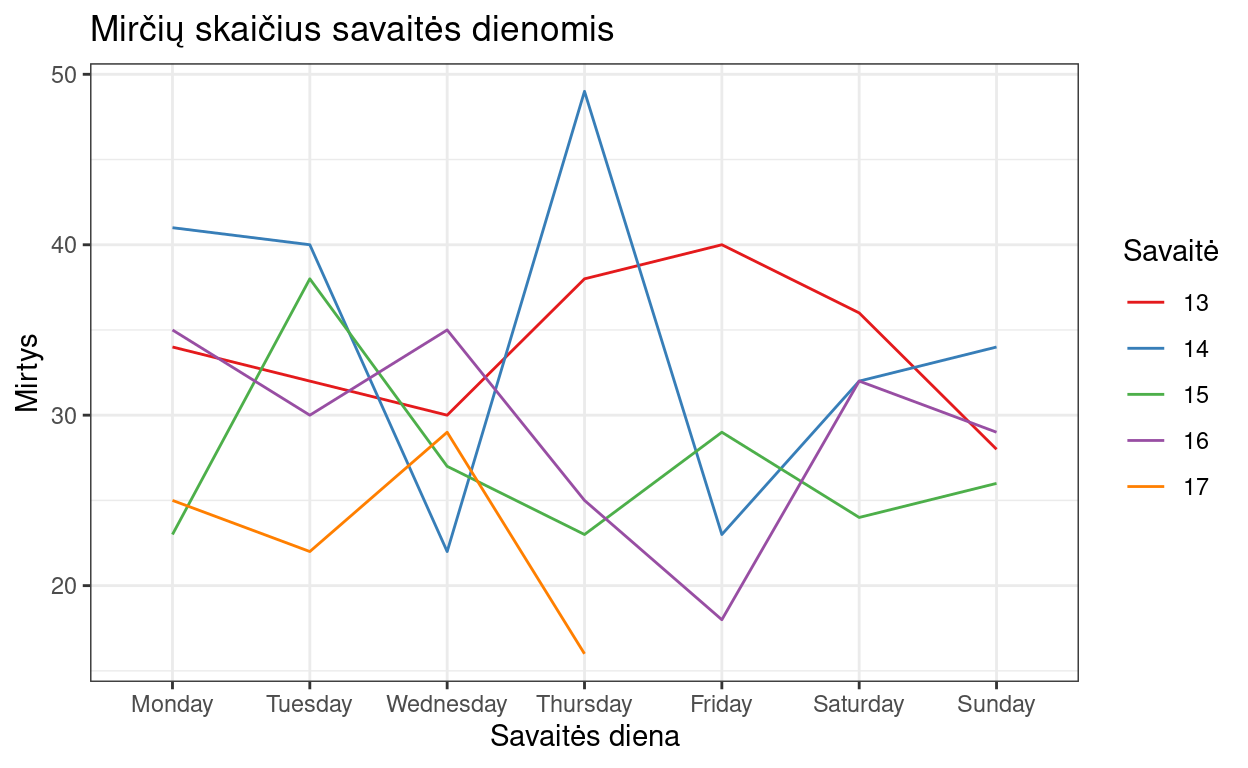 Mirčių skaičius savaitės dienomis
50
40
30
20
Mirtys
Monday Tuesday Wednesday Thursday Friday Saturday Sunday
Savaitės diena
Savaitė
13
14
15
16
17